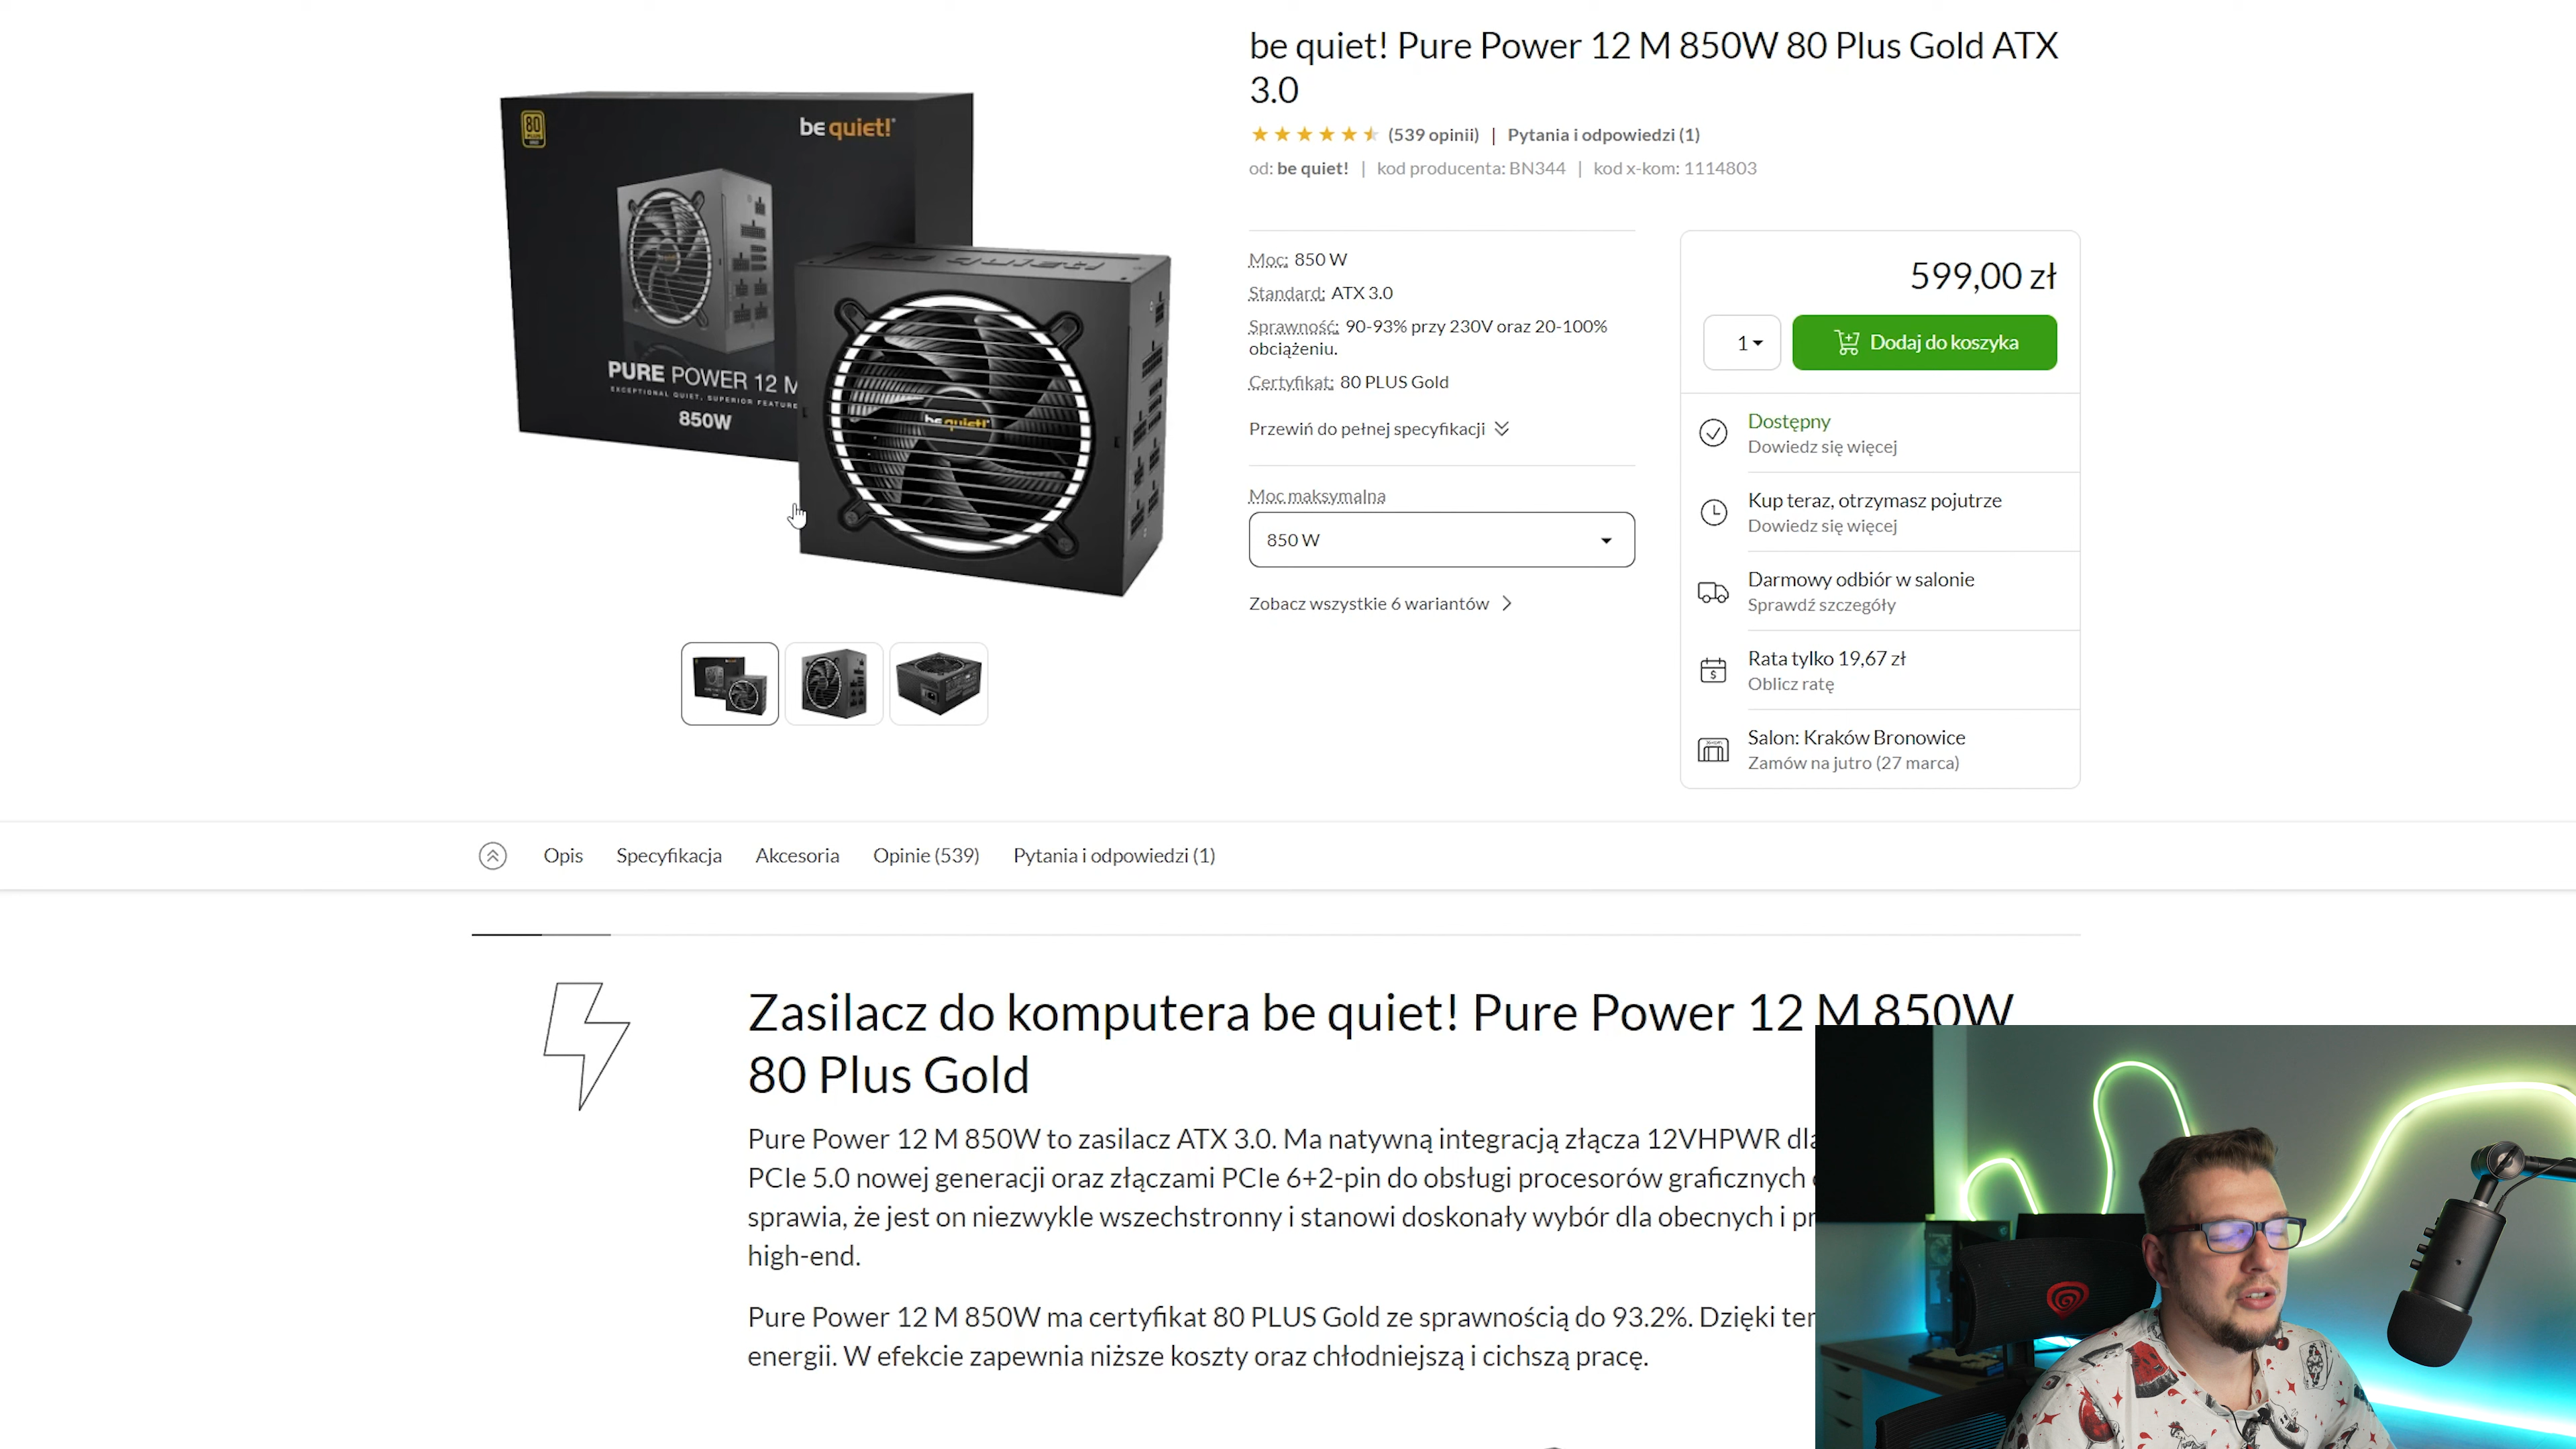 be quiet! Pure Power 12 M 850W 80 Plus Gold ATX
3.0
(539 opinii) | Pytania i odpowiedzi (1)
od: be quiet! | kod producenta: BN344 | kod x-kom: 1114803
80
be quiet!
PURE POWER 12 M
EXCEPTIONAL QUIET, SUPERIOR FEATURE
850W
be quiet!
be quiet!
Moc: 850 W
Standard: ATX 3.0
Sprawność: 90-93% przy 230V oraz 20-100%
obciążeniu.
Certyfikat: 80 PLUS Gold
Przewiń do pełnej specyfikacji
Moc maksymalna
850 W
Zobacz wszystkie 6 wariantów
599,00 zł
1
Dodaj do koszyka
Dostępny
Dowiedz się więcej
Kup teraz, otrzymasz pojutrze
Dowiedz się więcej
Darmowy odbiór w salonie
Sprawdź szczegóły
Rata tylko 19,67 zł
Oblicz ratę
Salon: Kraków Bronowice
Zamów na jutro (27 marca)
Opis Specyfikacja Akcesoria Opinie (539) Pytania i odpowiedzi (1)
Zasilacz do komputera be quiet! Pure Power 12 M 850W
80 Plus Gold
Pure Power 12 M 850W to zasilacz ATX 3.0. Ma natywną integracją złącza 12VHPWR dla
PCIe 5.0 nowej generacji oraz złączami PCIe 6+2-pin do obsługi procesorów graficznych
sprawia, że jest on niezwykle wszechstronny i stanowi doskonały wybór dla obecnych i
high-end.
Pure Power 12 M 850W ma certyfikat 80 PLUS Gold ze sprawnością do 93.2%. Dzięki
energii. W efekcie zapewnia niższe koszty oraz chłodniejszą i cichszą pracę.